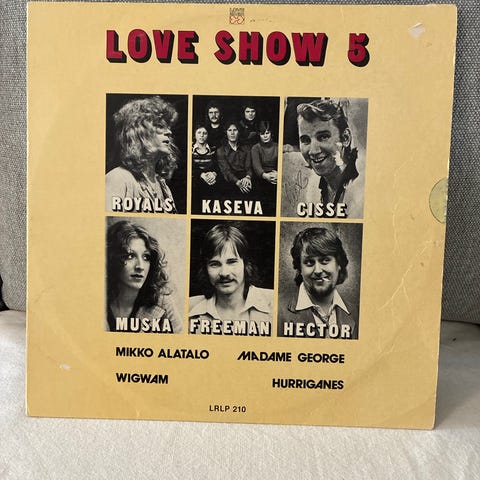 LOVE SHOW 5
ROYALS KASEVA CISSE
MUSKA FREEMAN HECTOR
MIKKO ALATALO MADAME GEORGE
WIGWAM HURRIGANES
LRLP 210